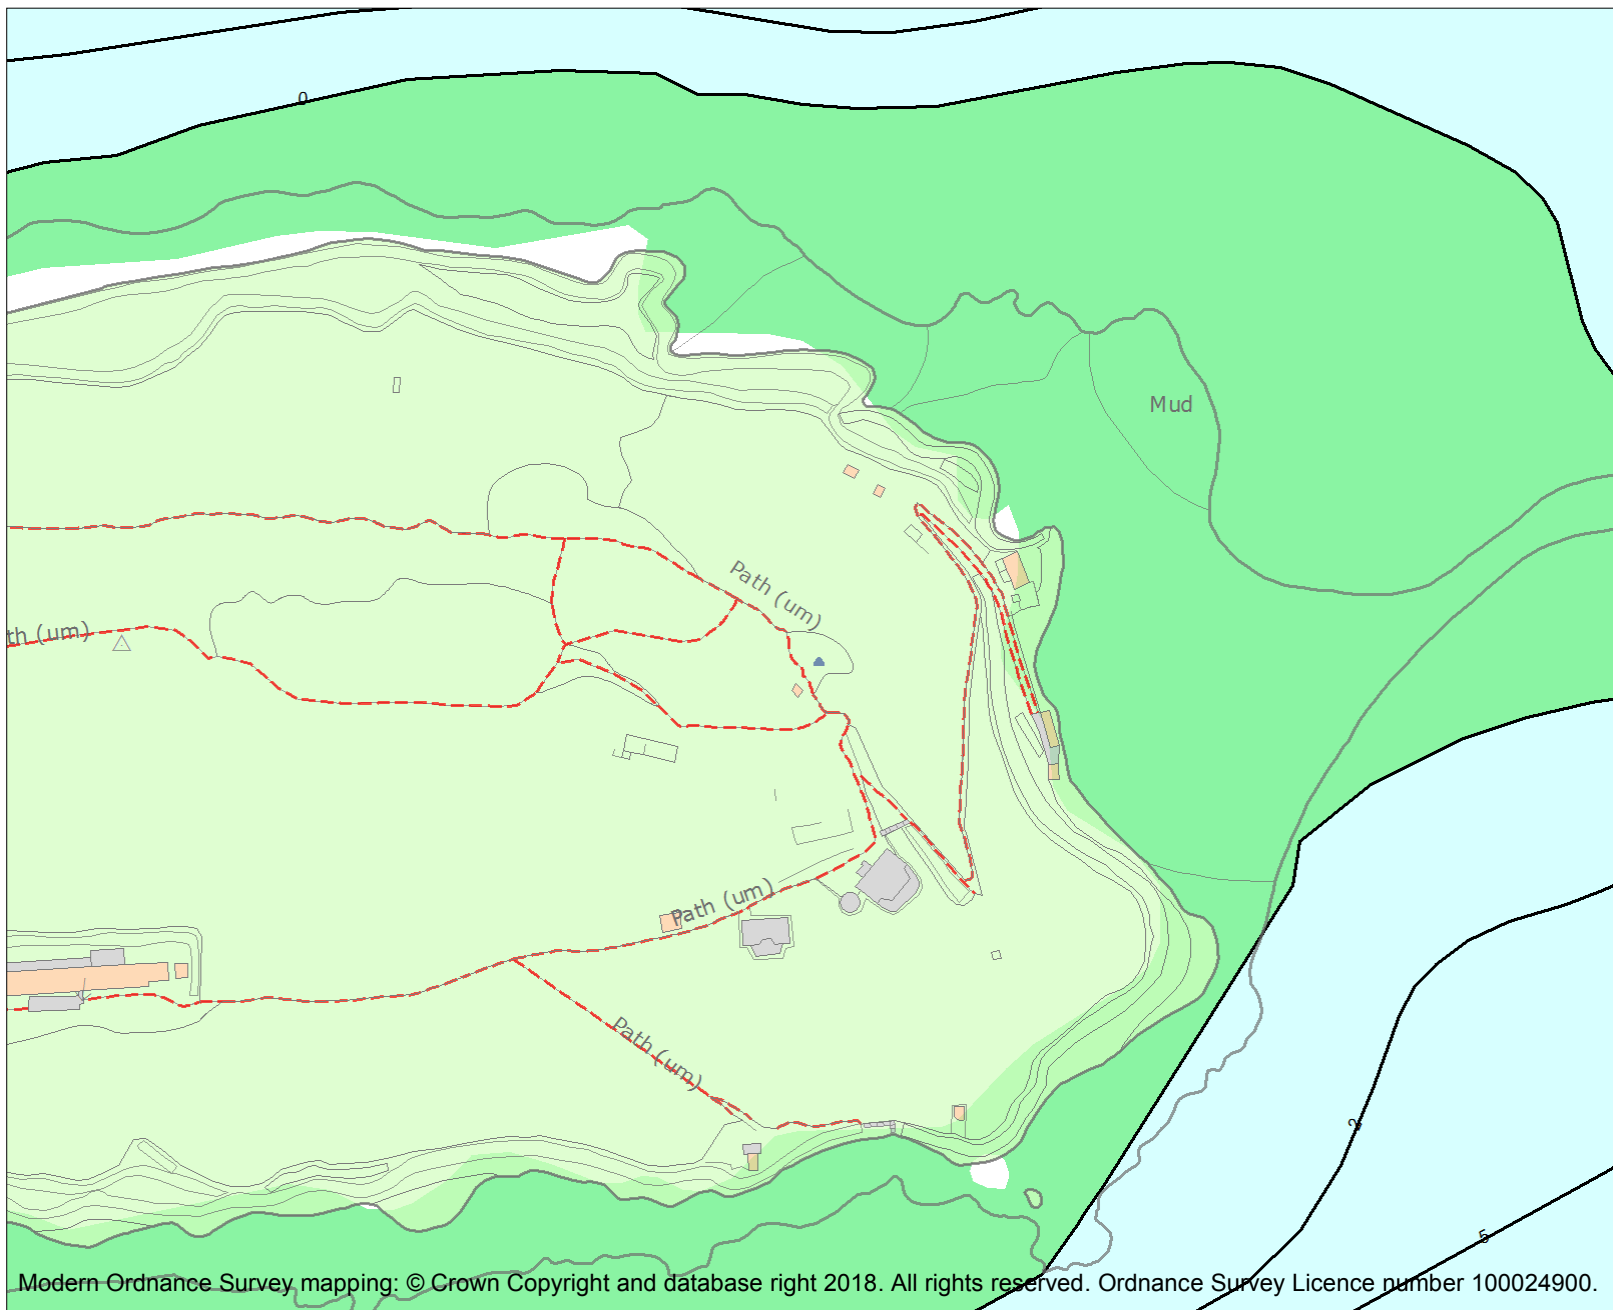 0
Mud
Path (um)
th (um)
Path (um)
Path (um)
2
5
Modern Ordnance Survey mapping: © Crown Copyright and database right 2018. All rights reserved. Ordnance Survey Licence number 100024900.